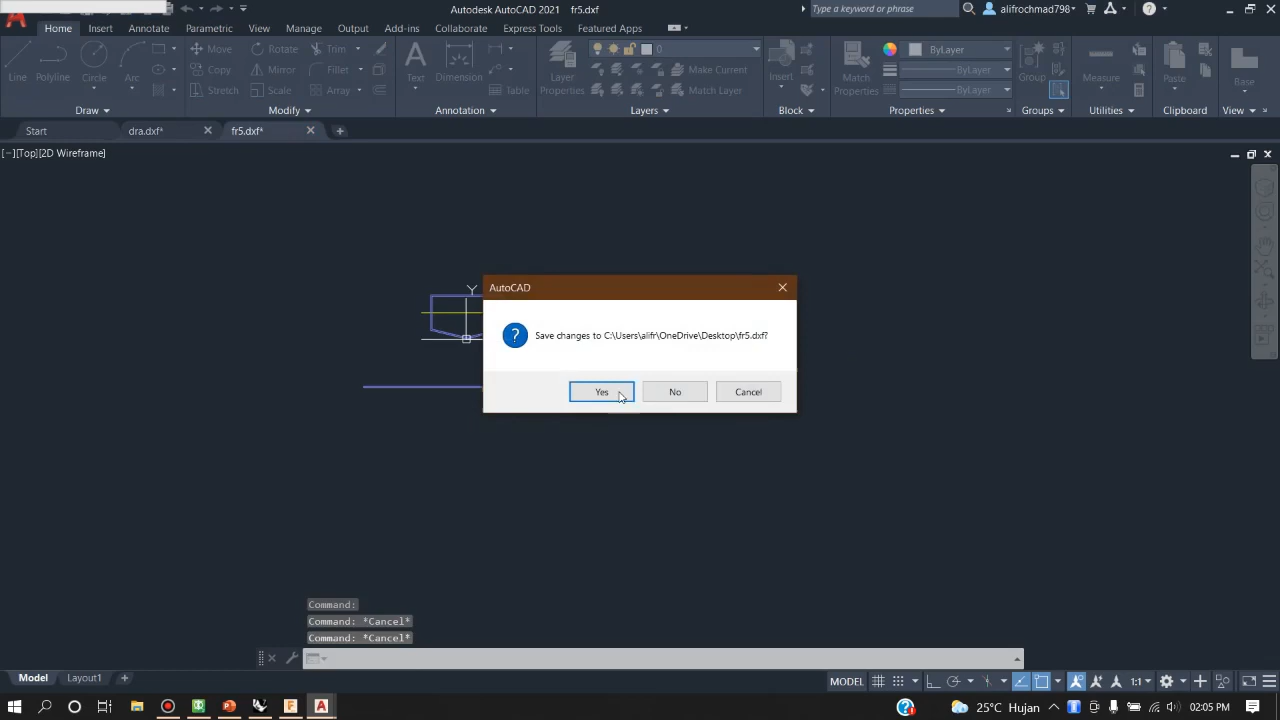 Autodesk AutoCAD 2021 fr5.dxf
Type a keyword or phrase
alifrochmad798
Home Insert Annotate Parametric View Manage Output Add-ins Collaborate Express Tools Featured Apps
Line Polyline Circle Arc
Move Rotate Trim
Copy Mirror Fillet
Stretch Scale Array
Text Dimension Table
Layer Properties
0
Make Current
Match Layer
Insert
Match Properties
ByLayer
ByLayer
ByLayer
Group
Measure
Paste
Base
Draw Modify Annotation Layers Block Properties Groups Utilities Clipboard View
Start dra.dxf* fr5.dxf*
[−][Top][2D Wireframe]
Y
AutoCAD
Save changes to C:\Users\alifr\OneDrive\Desktop\fr5.dxf?
Yes No Cancel
Command:
Command: *Cancel*
Command: *Cancel*
Model Layout1
MODEL
1:1
25°C Hujan
02:05 PM